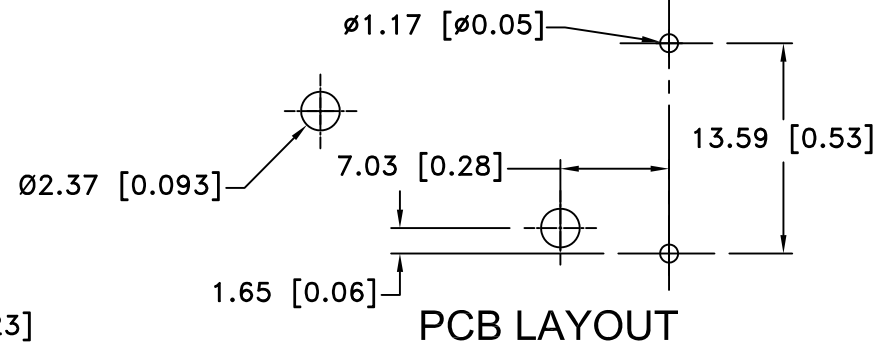 ø1.17 [ø0.05]
13.59 [0.53]
7.03 [0.28]
Ø2.37 [0.093]
1.65 [0.06]
PCB LAYOUT
3]